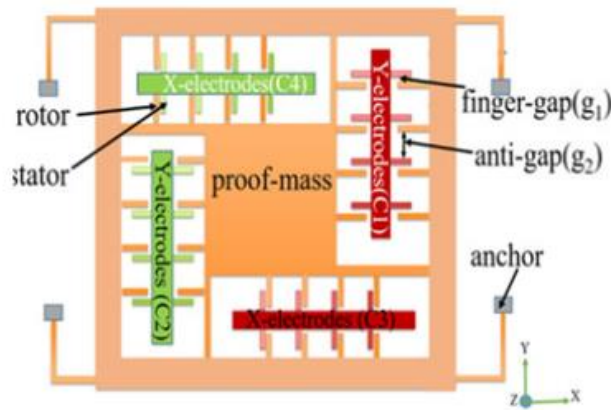 X-electrodes(C4)
Y-electrodes(C1)
finger-gap(g₁)
rotor
stator
proof-mass
anti-gap(g₂)
Y-electrodes (C2)
anchor
X-electrodes (C3)
Y
Z
X